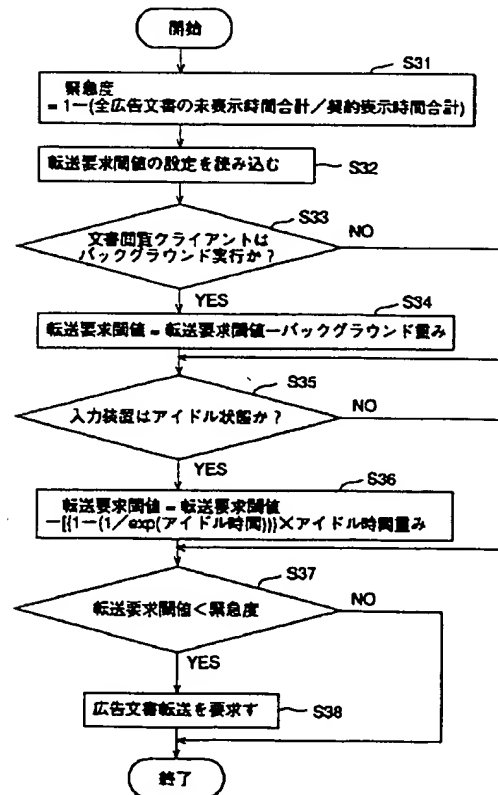 開始
S31
緊急度
= 1ー(全広告文書の未表示時間合計／契約表示時間合計)
転送要求閾値の設定を読み込む
S32
S33
文書閲覧クライアントは
バックグラウンド実行か？
NO
YES
S34
転送要求閾値 = 転送要求閾値ーバックグラウンド重み
S35
入力装置はアイドル状態か？
NO
YES
S36
転送要求閾値 = 転送要求閾値
ー[{1ー(1／exp(アイドル時間))}×アイドル時間重み
S37
転送要求閾値＜緊急度
NO
YES
広告文書転送を要求す
S38
終了